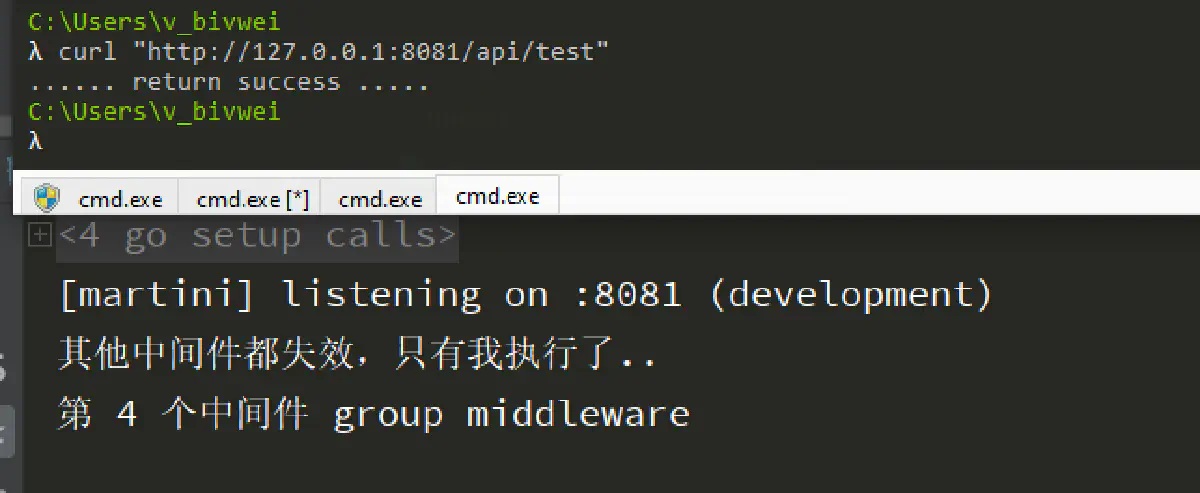 C:\Users\v_bivwei
λ curl "http://127.0.0.1:8081/api/test"
...... return success .....
C:\Users\v_bivwei
λ
cmd.exe cmd.exe [*] cmd.exe cmd.exe
<4 go setup calls>
[martini] listening on :8081 (development)
其他中间件都失效，只有我执行了..
第 4 个中间件 group middleware